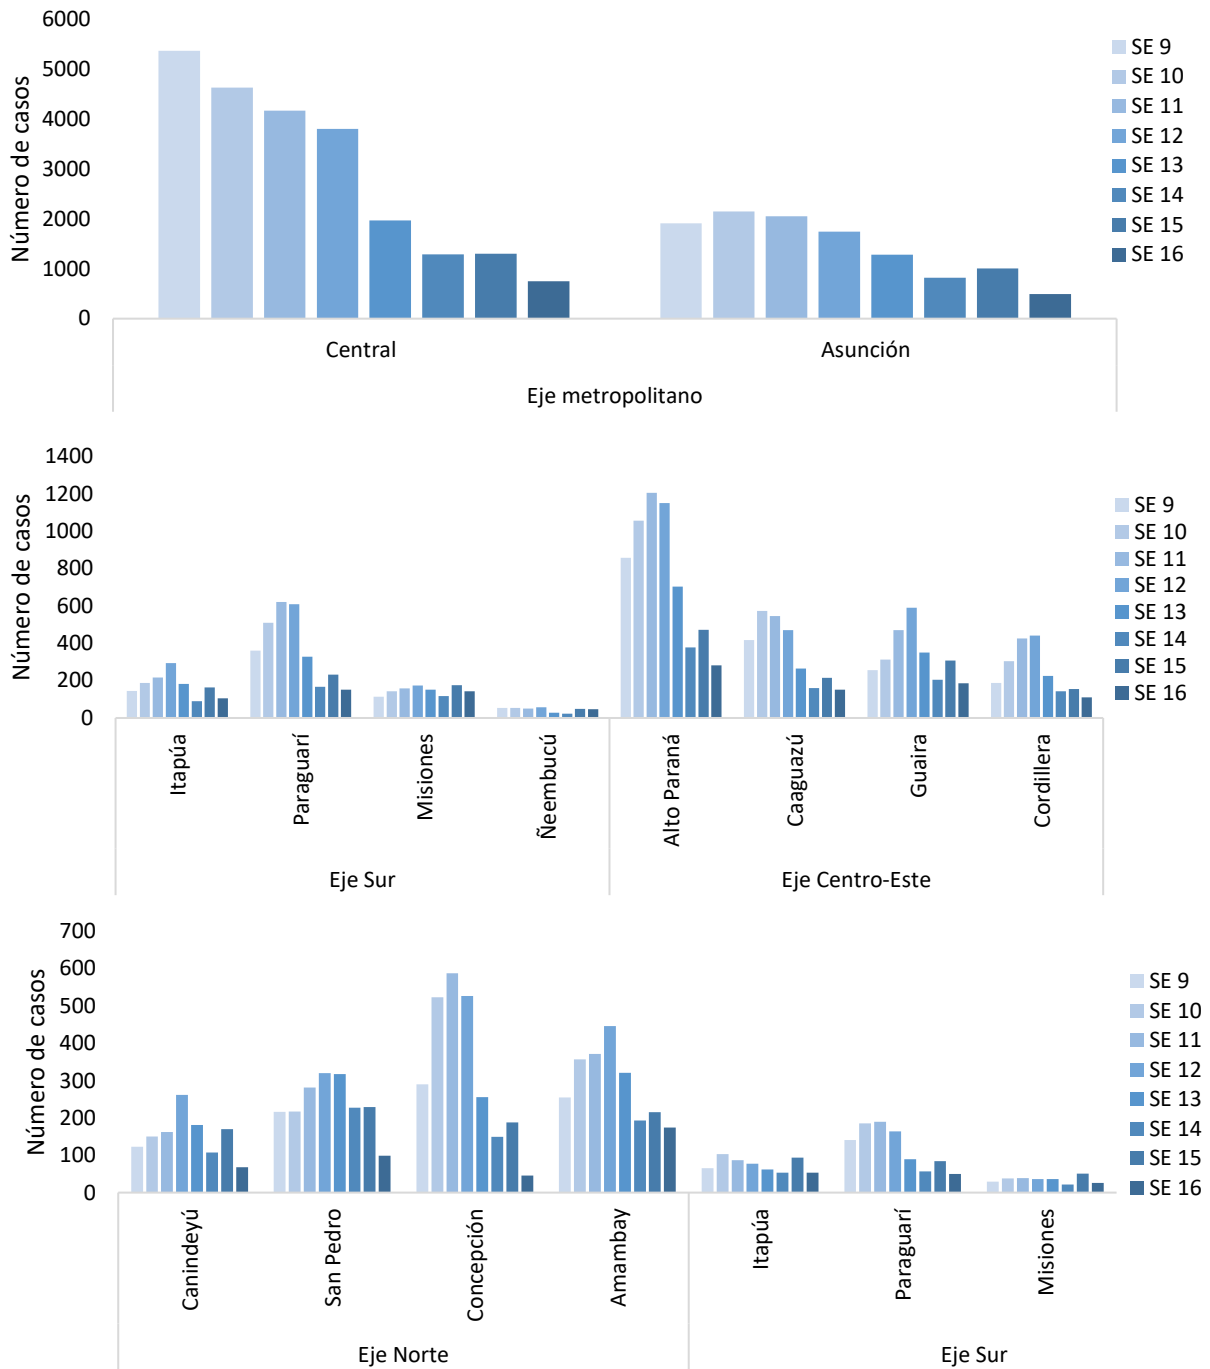 6000
5000
4000
3000
2000
1000
0
Número de casos
Central
Asunción
Eje metropolitano
SE 9
SE 10
SE 11
SE 12
SE 13
SE 14
SE 15
SE 16
1400
1200
1000
800
600
400
200
0
Número de casos
Itapúa
Paraguarí
Misiones
Ñeembucú
Alto Paraná
Caaguazú
Guaira
Cordillera
Eje Sur
Eje Centro-Este
SE 9
SE 10
SE 11
SE 12
SE 13
SE 14
SE 15
SE 16
700
600
500
400
300
200
100
0
Número de casos
Canindeyú
San Pedro
Concepción
Amambay
Itapúa
Paraguarí
Misiones
Eje Norte
Eje Sur
SE 9
SE 10
SE 11
SE 12
SE 13
SE 14
SE 15
SE 16